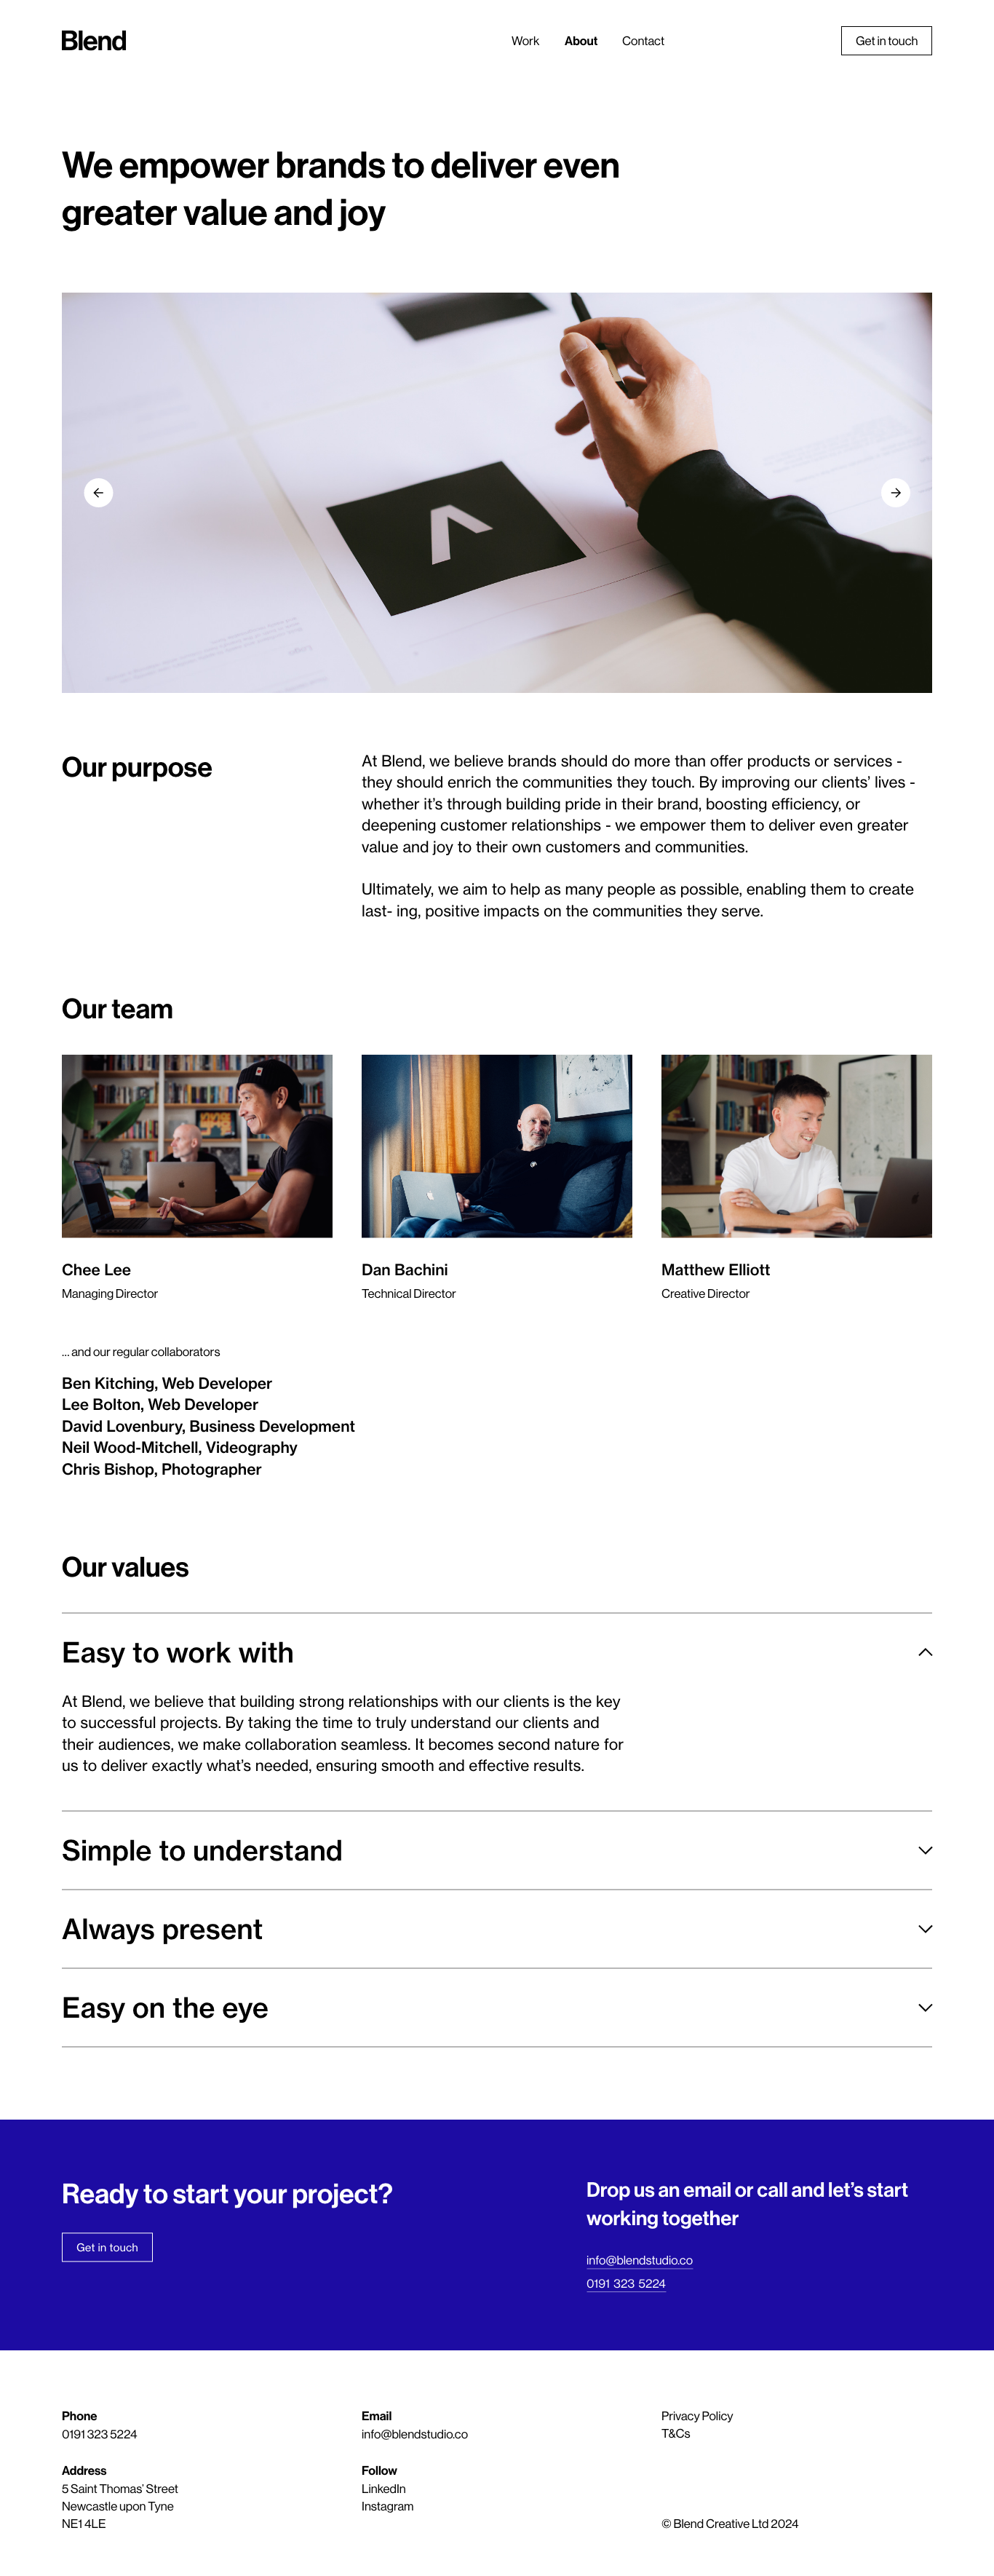 Blend
Work
About
Contact
Get in touch
We empower brands to deliver even
greater value and joy
Our purpose
At Blend, we believe brands should do more than offer products or services -
they should enrich the communities they touch. By improving our clients’ lives -
whether it’s through building pride in their brand, boosting efficiency, or
deepening customer relationships - we empower them to deliver even greater
value and joy to their own customers and communities.
Ultimately, we aim to help as many people as possible, enabling them to create
last- ing, positive impacts on the communities they serve.
Our team
Chee Lee
Managing Director
Dan Bachini
Technical Director
Matthew Elliott
Creative Director
... and our regular collaborators
Ben Kitching, Web Developer
Lee Bolton, Web Developer
David Lovenbury, Business Development
Neil Wood-Mitchell, Videography
Chris Bishop, Photographer
Our values
Easy to work with
At Blend, we believe that building strong relationships with our clients is the key
to successful projects. By taking the time to truly understand our clients and
their audiences, we make collaboration seamless. It becomes second nature for
us to deliver exactly what’s needed, ensuring smooth and effective results.
Simple to understand
Always present
Easy on the eye
Ready to start your project?
Get in touch
Drop us an email or call and let’s start
working together
info@blendstudio.co
0191 323 5224
Phone
0191 323 5224
Address
5 Saint Thomas’ Street
Newcastle upon Tyne
NE1 4LE
Email
info@blendstudio.co
Follow
LinkedIn
Instagram
Privacy Policy
T&Cs
© Blend Creative Ltd 2024